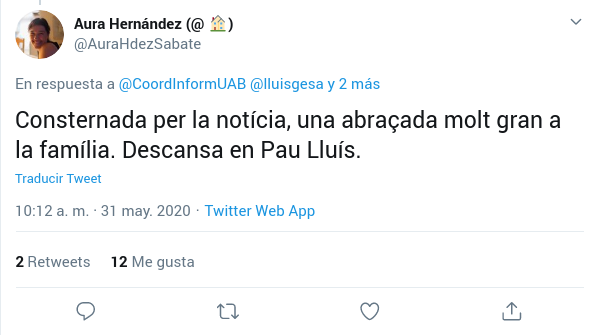 Aura Hernández (@ 🏡)
@AuraHdezSabate
En respuesta a @CoordInformUAB @lluisgesa y 2 más
Consternada per la notícia, una abraçada molt gran a
la família. Descansa en Pau Lluís.
Traducir Tweet
10:12 a. m. · 31 may. 2020 · Twitter Web App
2 Retweets 12 Me gusta